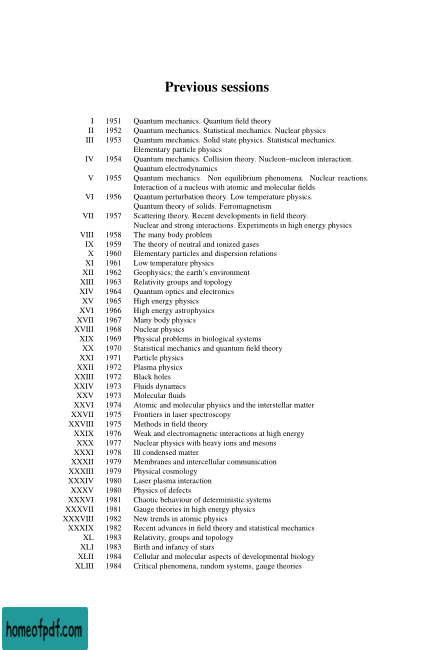 Previous sessions
I 1951 Quantum mechanics. Quantum field theory
II 1952 Quantum mechanics. Statistical mechanics. Nuclear physics
III 1953 Quantum mechanics. Solid state physics. Statistical mechanics.
Elementary particle physics
IV 1954 Quantum mechanics. Collision theory. Nucleon–nucleon interaction.
Quantum electrodynamics
V 1955 Quantum mechanics. Non equilibrium phenomena. Nuclear reactions.
Interaction of a nucleus with atomic and molecular fields
VI 1956 Quantum perturbation theory. Low temperature physics.
Quantum theory of solids. Ferromagnetism
VII 1957 Scattering theory. Recent developments in field theory.
Nuclear and strong interactions. Experiments in high energy physics
VIII 1958 The many body problem
IX 1959 The theory of neutral and ionized gases
X 1960 Elementary particles and dispersion relations
XI 1961 Low temperature physics
XII 1962 Geophysics; the earth's environment
XIII 1963 Relativity groups and topology
XIV 1964 Quantum optics and electronics
XV 1965 High energy physics
XVI 1966 High energy astrophysics
XVII 1967 Many body physics
XVIII 1968 Nuclear physics
XIX 1969 Physical problems in biological systems
XX 1970 Statistical mechanics and quantum field theory
XXI 1971 Particle physics
XXII 1972 Plasma physics
XXIII 1972 Black holes
XXIV 1973 Fluids dynamics
XXV 1973 Molecular fluids
XXVI 1974 Atomic and molecular physics and the interstellar matter
XXVII 1975 Frontiers in laser spectroscopy
XXVIII 1975 Methods in field theory
XXIX 1976 Weak and electromagnetic interactions at high energy
XXX 1977 Nuclear physics with heavy ions and mesons
XXXI 1978 Ill condensed matter
XXXII 1979 Membranes and intercellular communication
XXXIII 1979 Physical cosmology
XXXIV 1980 Laser plasma interaction
XXXV 1980 Physics of defects
XXXVI 1981 Chaotic behaviour of deterministic systems
XXXVII 1981 Gauge theories in high energy physics
XXXVIII 1982 New trends in atomic physics
XXXIX 1982 Recent advances in field theory and statistical mechanics
XL 1983 Relativity, groups and topology
XLI 1983 Birth and infancy of stars
XLII 1984 Cellular and molecular aspects of developmental biology
XLIII 1984 Critical phenomena, random systems, gauge theories
homeofpdf.com